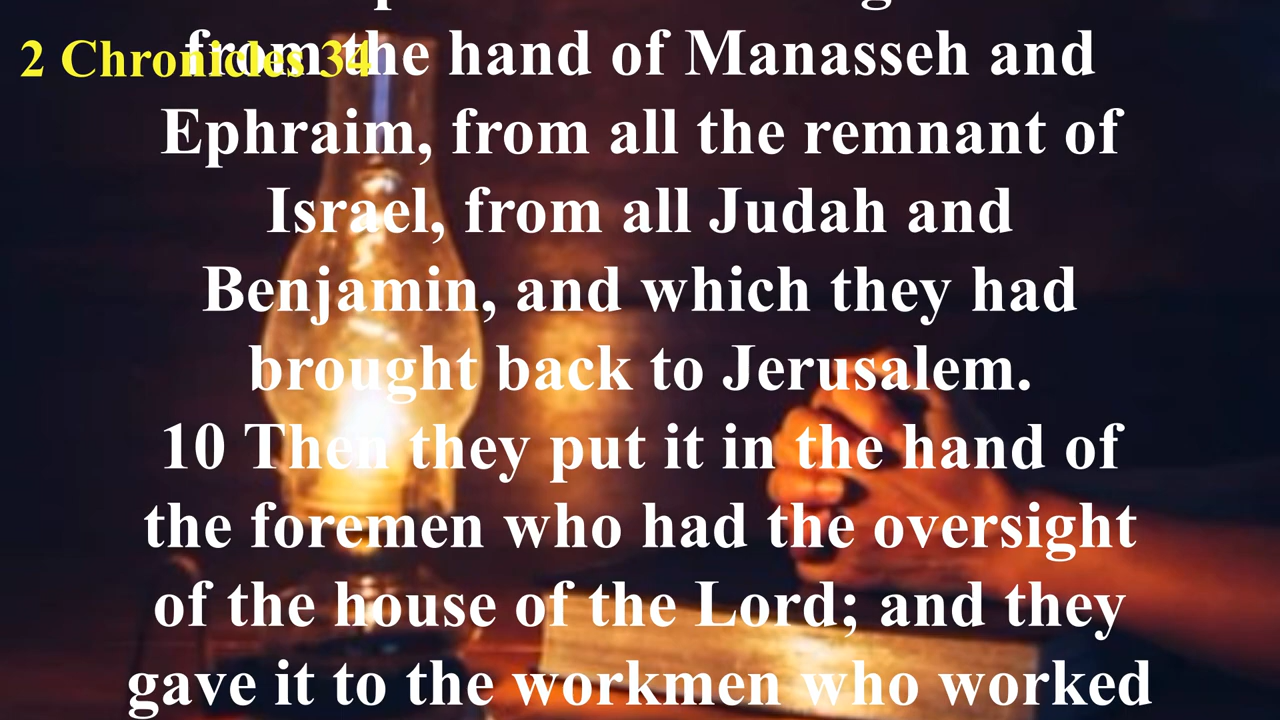 2 Chronicles 34
from the hand of Manasseh and
Ephraim, from all the remnant of
Israel, from all Judah and
Benjamin, and which they had
brought back to Jerusalem.
10 Then they put it in the hand of
the foremen who had the oversight
of the house of the Lord; and they
gave it to the workmen who worked